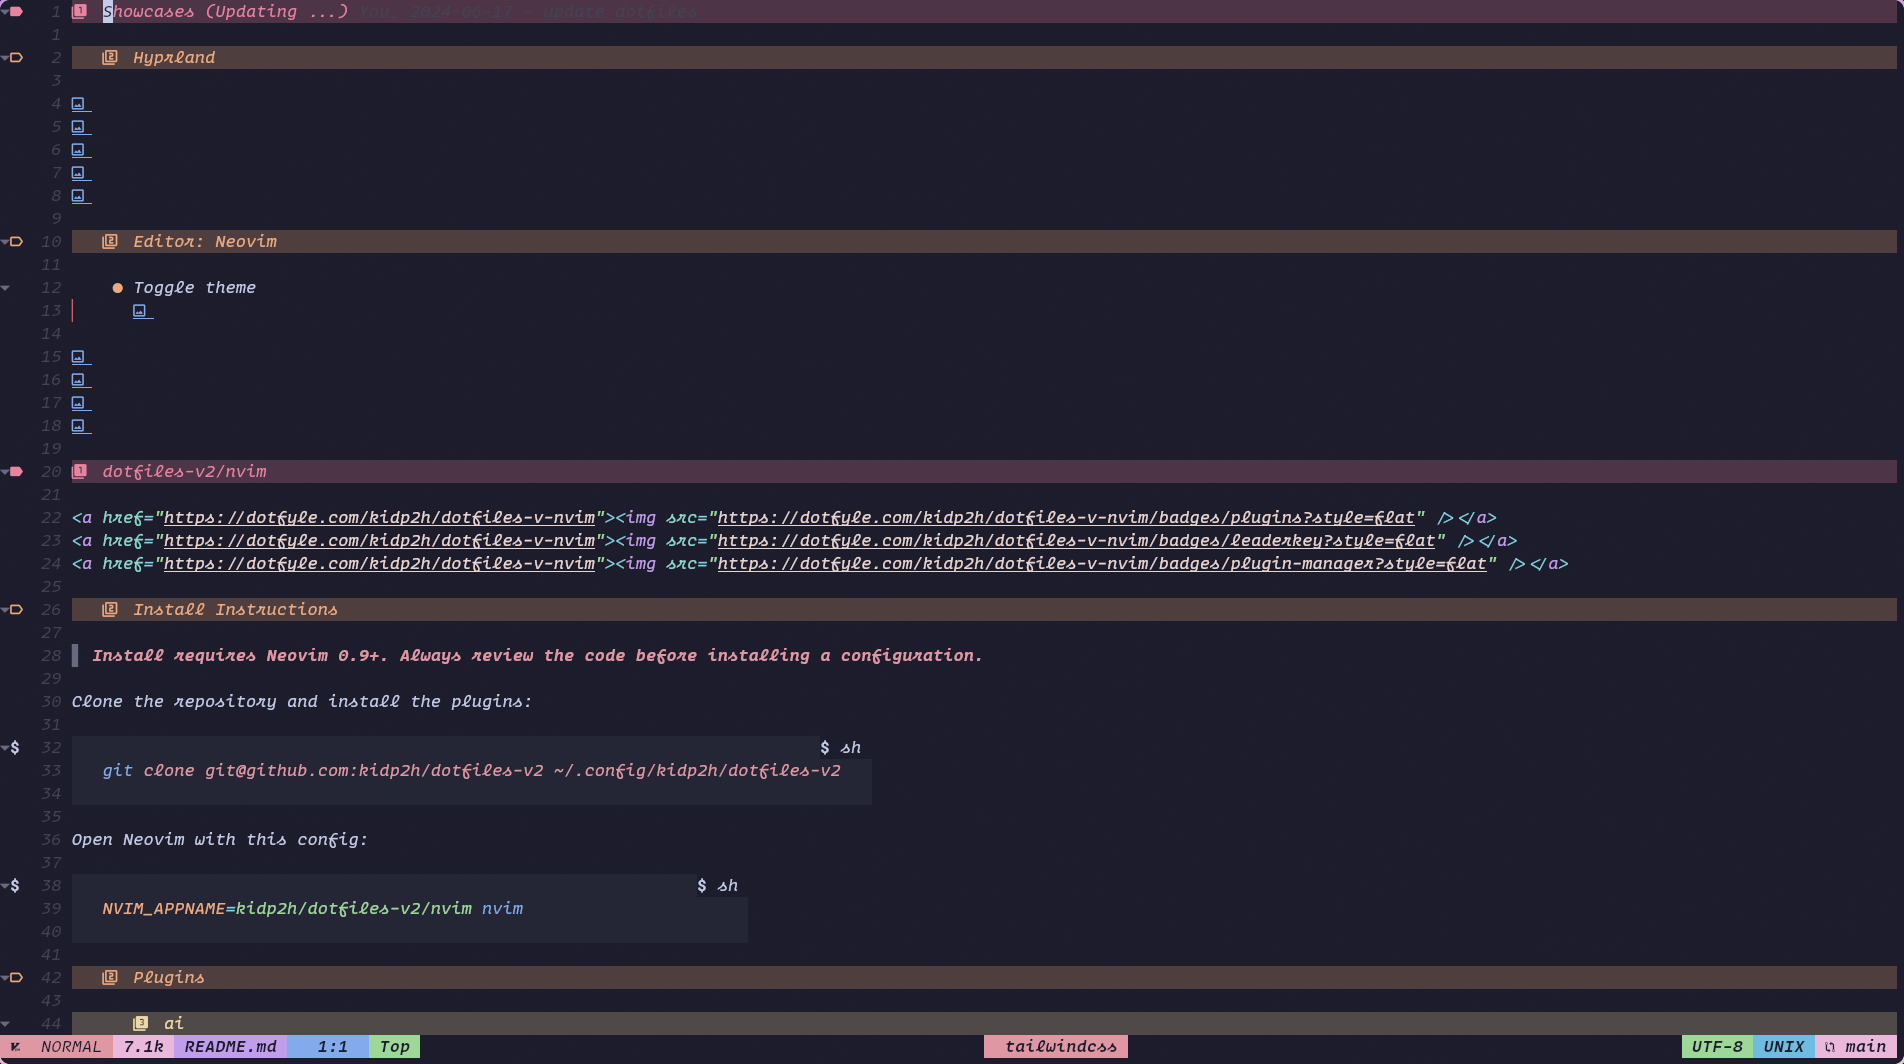 1 1 Showcases (Updating ...) You, 2024-06-17 - update dotfiles
1
2 2 Hyprland
3
4
5
6
7
8
9
10 2 Editor: Neovim
11
12 ● Toggle theme
13
14
15
16
17
18
19
20 1 dotfiles-v2/nvim
21
22 <a href="https://dotfyle.com/kidp2h/dotfiles-v-nvim"><img src="https://dotfyle.com/kidp2h/dotfiles-v-nvim/badges/plugins?style=flat" /></a>
23 <a href="https://dotfyle.com/kidp2h/dotfiles-v-nvim"><img src="https://dotfyle.com/kidp2h/dotfiles-v-nvim/badges/leaderkey?style=flat" /></a>
24 <a href="https://dotfyle.com/kidp2h/dotfiles-v-nvim"><img src="https://dotfyle.com/kidp2h/dotfiles-v-nvim/badges/plugin-manager?style=flat" /></a>
25
26 2 Install Instructions
27
28 Install requires Neovim 0.9+. Always review the code before installing a configuration.
29
30 Clone the repository and install the plugins:
31
$ 32 $ sh
33 git clone git@github.com:kidp2h/dotfiles-v2 ~/.config/kidp2h/dotfiles-v2
34
35
36 Open Neovim with this config:
37
$ 38 $ sh
39 NVIM_APPNAME=kidp2h/dotfiles-v2/nvim nvim
40
41
42 2 Plugins
43
44 3 ai
NORMAL 7.1k README.md 1:1 Top tailwindcss UTF-8 UNIX main